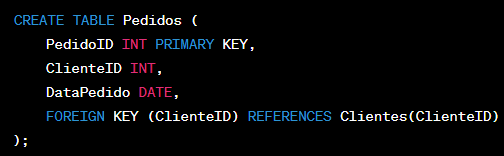 CREATE TABLE Pedidos (
    PedidoID INT PRIMARY KEY,
    ClienteID INT,
    DataPedido DATE,
    FOREIGN KEY (ClienteID) REFERENCES Clientes(ClienteID)
);